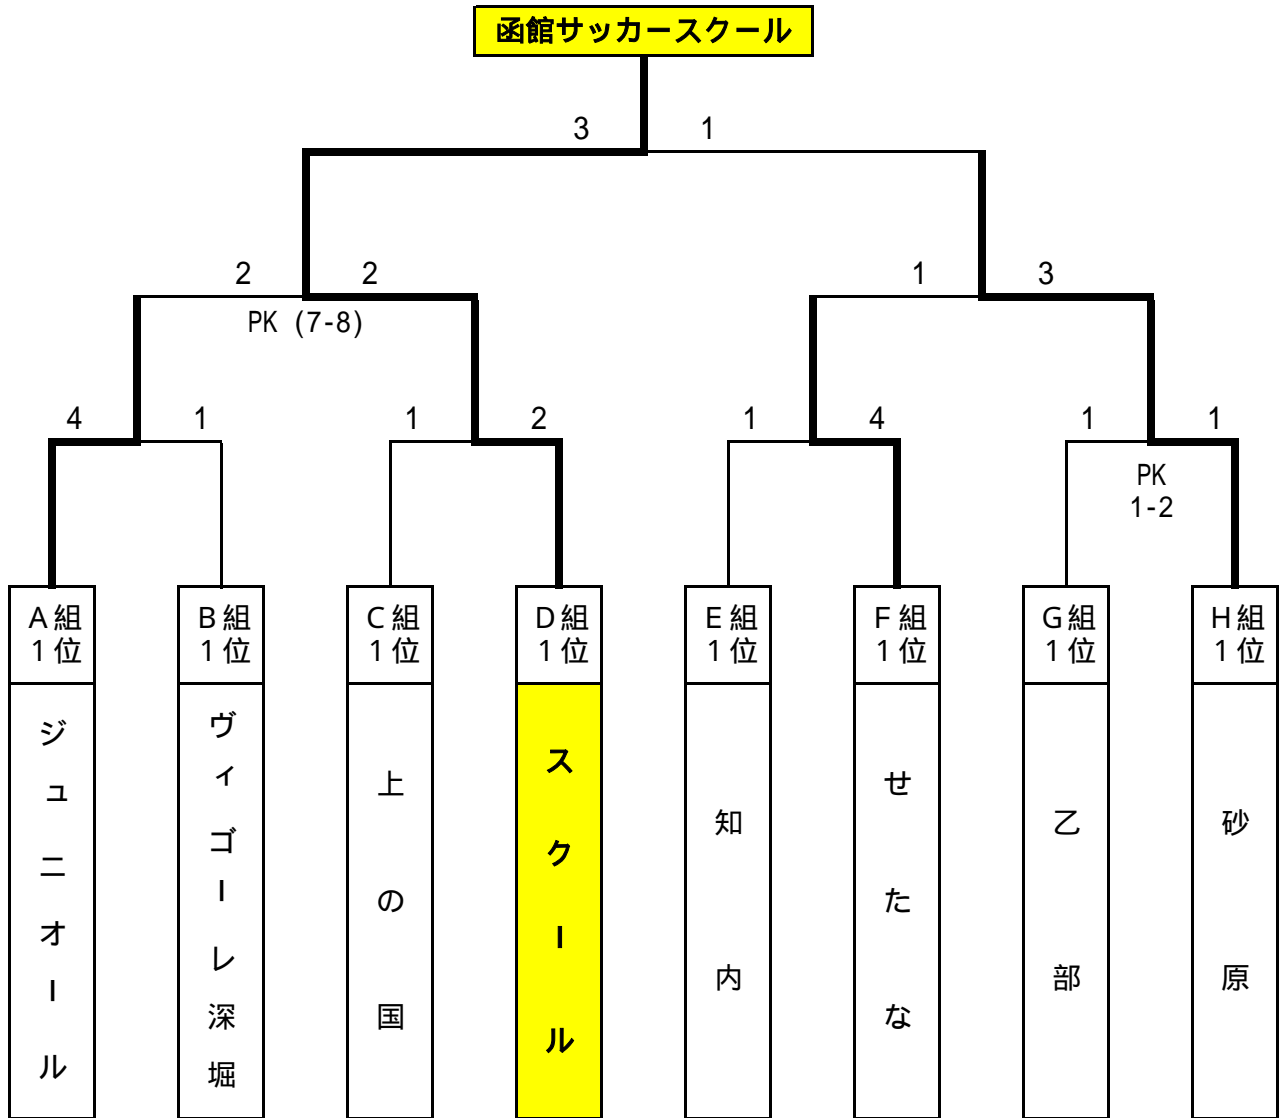 函館サッカースクール
3 1
2 2 1 3
PK (7-8)
4 1 1 2 1 4 1 1
PK
1-2
A組
1位
B組
1位
C組
1位
D組
1位
E組
1位
F組
1位
G組
1位
H組
1位
ジュニオール
ヴィゴーレ深堀
上の国
スクール
知内
せたな
乙部
砂原